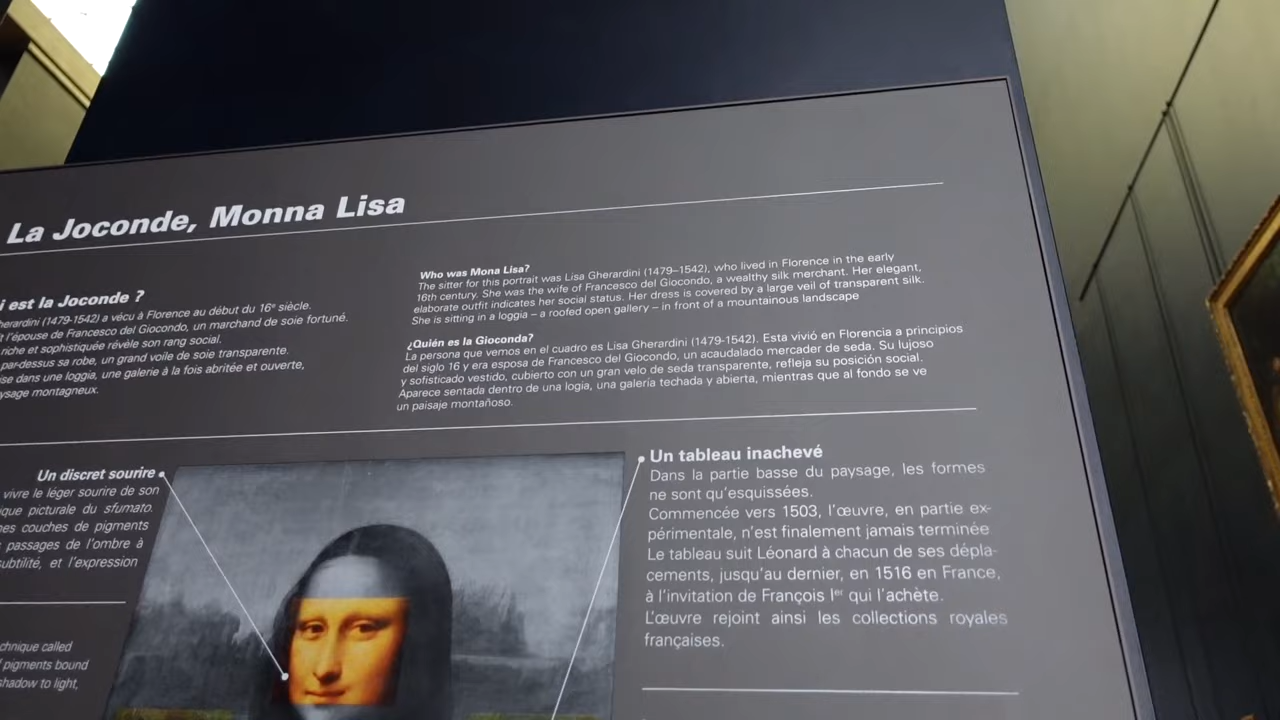 La Joconde, Monna Lisa
i est la Joconde ?
herardini (1479-1542) a vécu à Florence au début du 16e siècle.
t l'épouse de Francesco del Giocondo, un marchand de soie fortuné.
riche et sophistiquée révèle son rang social.
par-dessus sa robe, un grand voile de soie transparente.
ise dans une loggia, une galerie à la fois abritée et ouverte,
ysage montagneux.
Who was Mona Lisa?
The sitter for this portrait was Lisa Gherardini (1479–1542), who lived in Florence in the early
16th century. She was the wife of Francesco del Giocondo, a wealthy silk merchant. Her elegant,
elaborate outfit indicates her social status. Her dress is covered by a large veil of transparent silk.
She is sitting in a loggia – a roofed open gallery – in front of a mountainous landscape
¿Quién es la Gioconda?
La persona que vemos en el cuadro es Lisa Gherardini (1479-1542). Esta vivió en Florencia a principios
del siglo 16 y era esposa de Francesco del Giocondo, un acaudalado mercader de seda. Su lujoso
y sofisticado vestido, cubierto con un gran velo de seda transparente, refleja su posición social.
Aparece sentada dentro de una logia, una galería techada y abierta, mientras que al fondo se ve
un paisaje montañoso.
Un discret sourire
vivre le léger sourire de son
que picturale du sfumato.
es couches de pigments
passages de l'ombre à
subtilité, et l'expression
chnique called
pigments bound
shadow to light,
Un tableau inachevé
Dans la partie basse du paysage, les formes
ne sont qu'esquissées.
Commencée vers 1503, l'œuvre, en partie ex-
périmentale, n'est finalement jamais terminée
Le tableau suit Léonard à chacun de ses dépla-
cements, jusqu'au dernier, en 1516 en France,
à l'invitation de François Ier qui l'achète.
L'œuvre rejoint ainsi les collections royales
françaises.